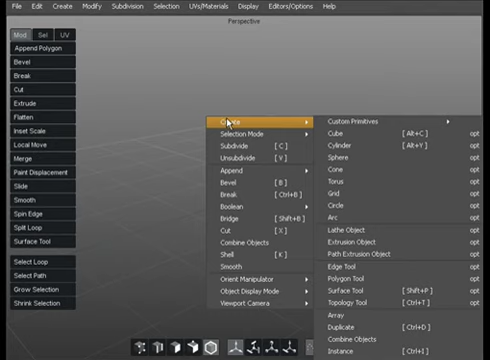 File Edit Create Modify Subdivision Selection UVs/Materials Display Editors/Options Help
Perspective
Mod Sel UV
Append Polygon
Bevel
Break
Cut
Extrude
Flatten
Inset Scale
Local Move
Merge
Paint Displacement
Slide
Smooth
Spin Edge
Split Loop
Surface Tool
Select Loop
Select Path
Grow Selection
Shrink Selection
Create
Selection Mode
Subdivide [ C ]
Unsubdivide [ V ]
Append
Bevel [ B ]
Break [ Ctrl+B ]
Boolean
Bridge [ Shift+B ]
Cut [ X ]
Combine Objects
Shell [ K ]
Smooth
Orient Manipulator
Object Display Mode
Viewport Camera
Custom Primitives
Cube [ Alt+C ] opt
Cylinder [ Alt+Y ] opt
Sphere opt
Cone opt
Torus opt
Grid opt
Circle opt
Arc opt
Lathe Object opt
Extrusion Object opt
Path Extrusion Object opt
Edge Tool opt
Polygon Tool opt
Surface Tool [ Shift+P ] opt
Topology Tool [ Ctrl+T ] opt
Array opt
Duplicate [ Ctrl+D ] opt
Combine Objects opt
Instance [ Ctrl+I ] opt